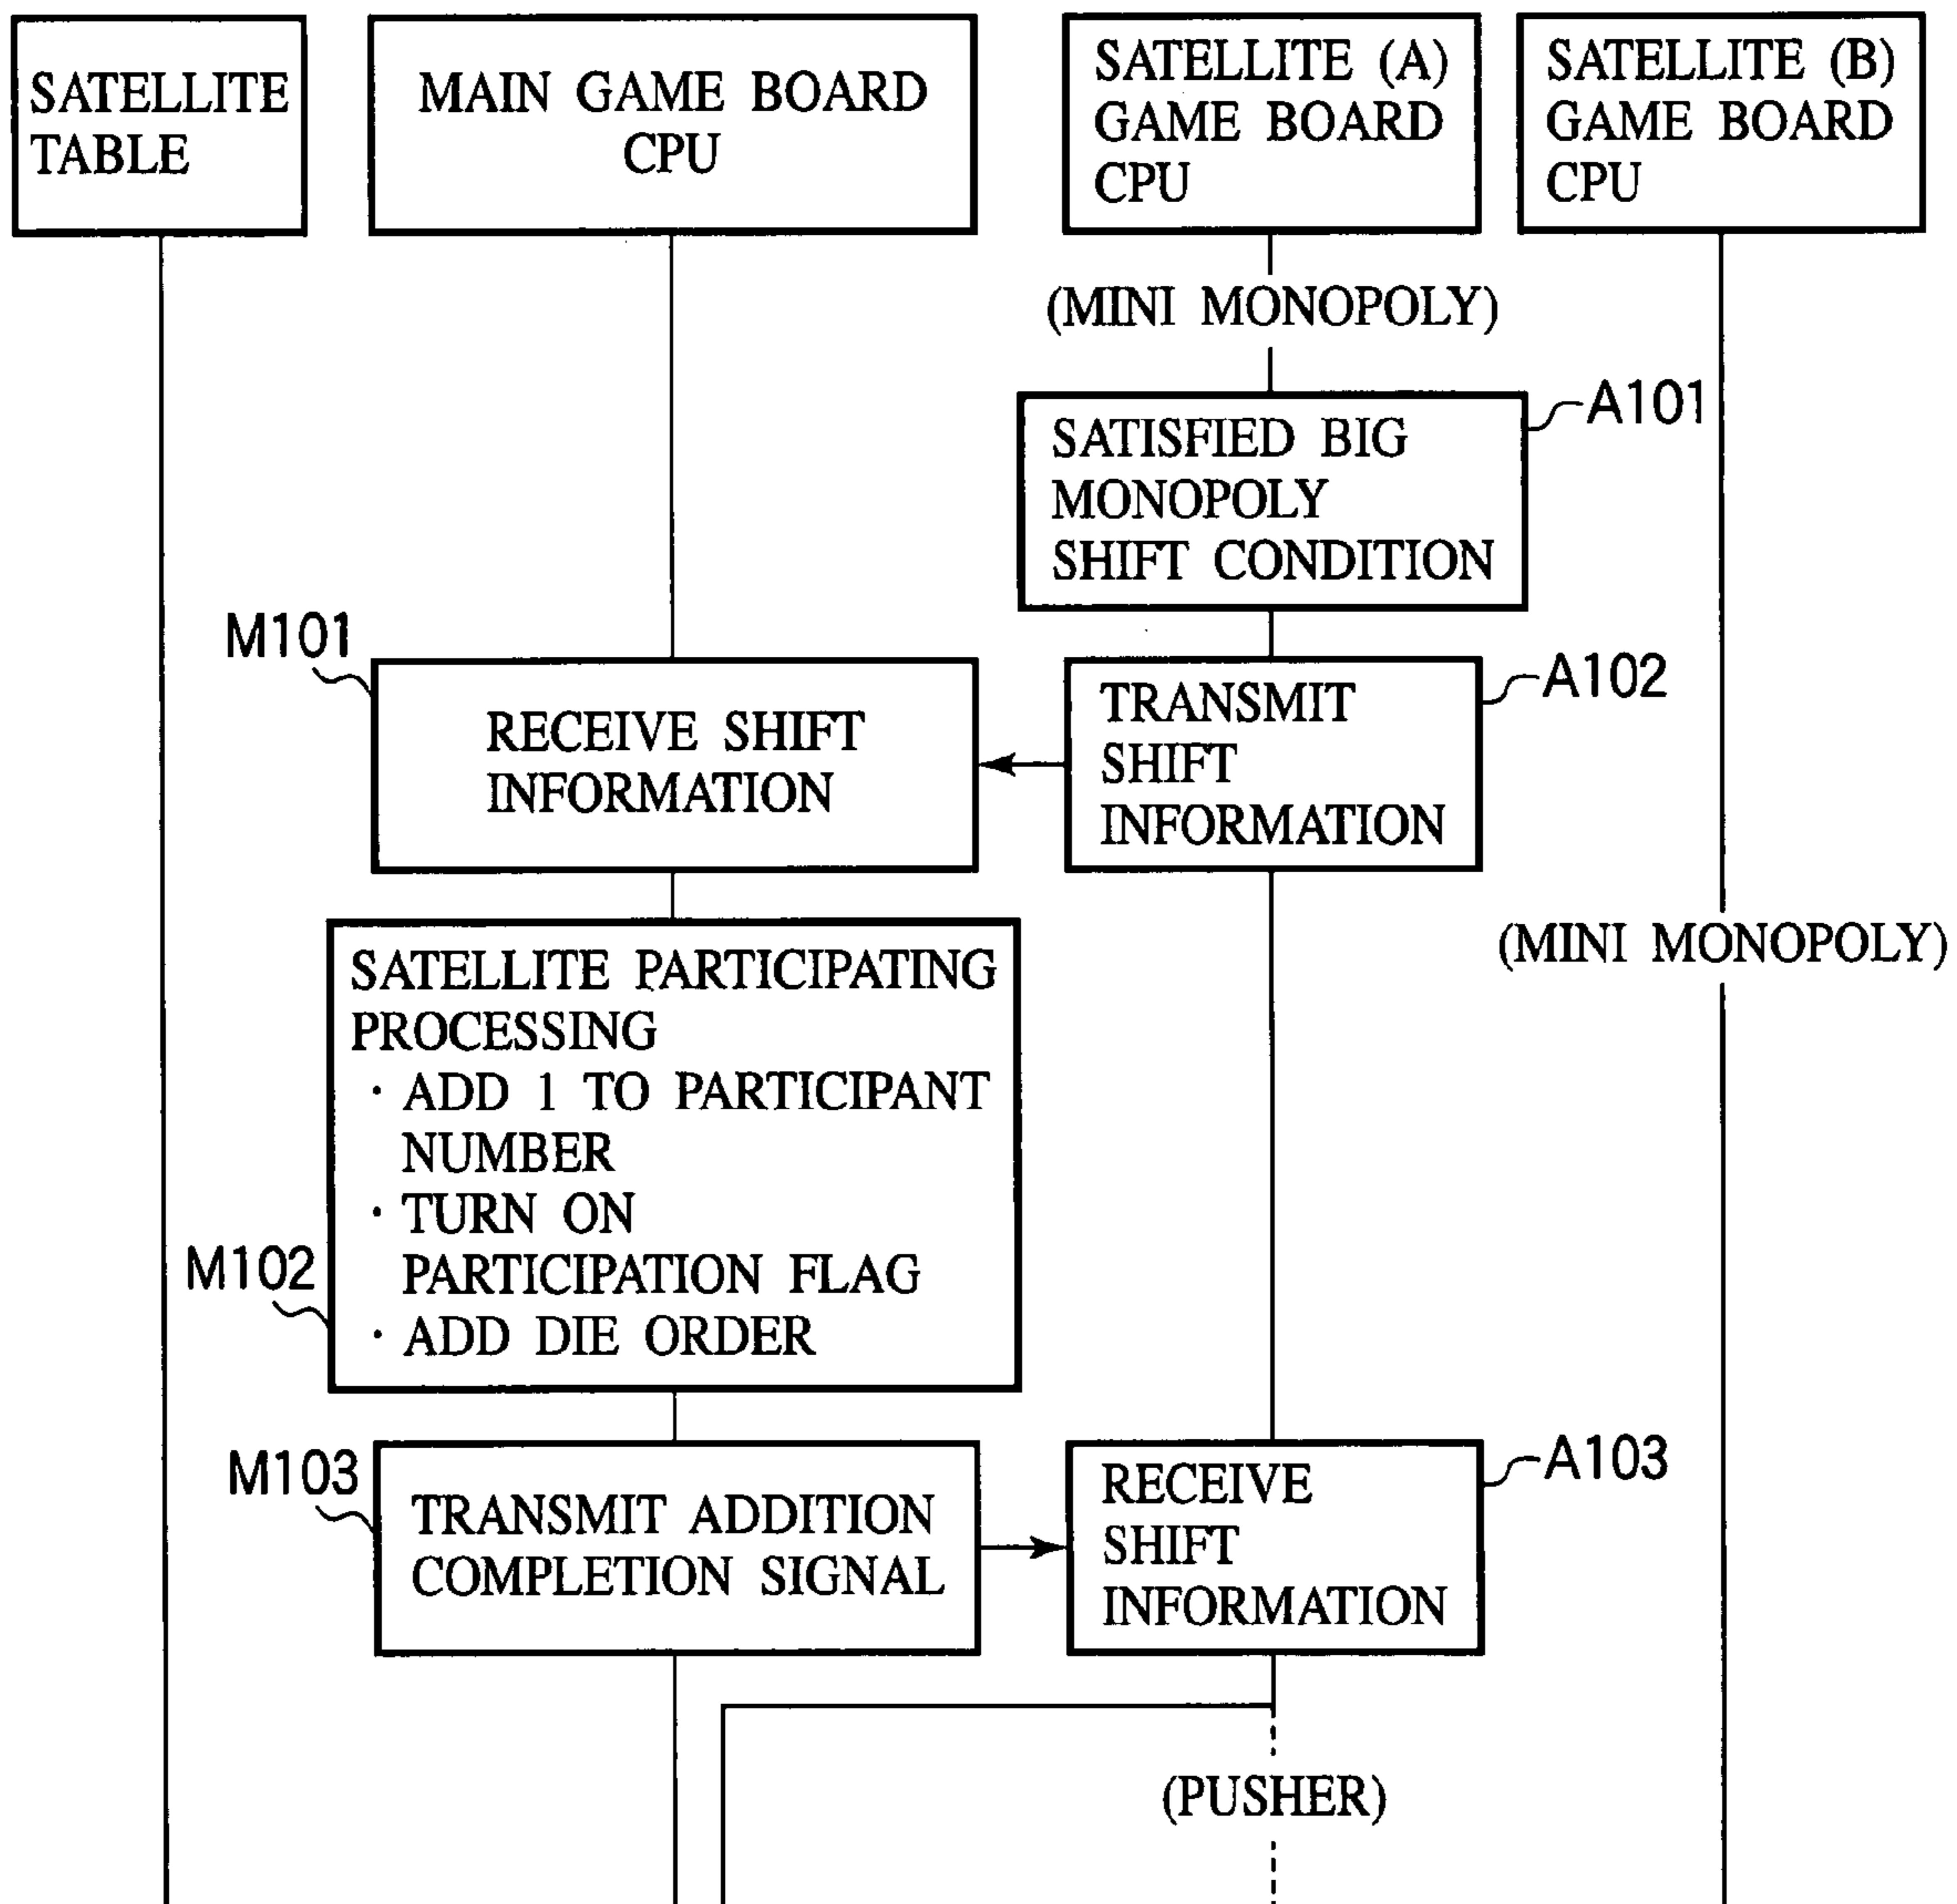 SATELLITE
TABLE
MAIN GAME BOARD
CPU
SATELLITE (A)
GAME BOARD
CPU
SATELLITE (B)
GAME BOARD
CPU
(MINI MONOPOLY)
A101
SATISFIED BIG
MONOPOLY
SHIFT CONDITION
M101
RECEIVE SHIFT
INFORMATION
A102
TRANSMIT
SHIFT
INFORMATION
(MINI MONOPOLY)
SATELLITE PARTICIPATING
PROCESSING
· ADD 1 TO PARTICIPANT
NUMBER
· TURN ON
PARTICIPATION FLAG
· ADD DIE ORDER
M102
M103
TRANSMIT ADDITION
COMPLETION SIGNAL
A103
RECEIVE
SHIFT
INFORMATION
(PUSHER)